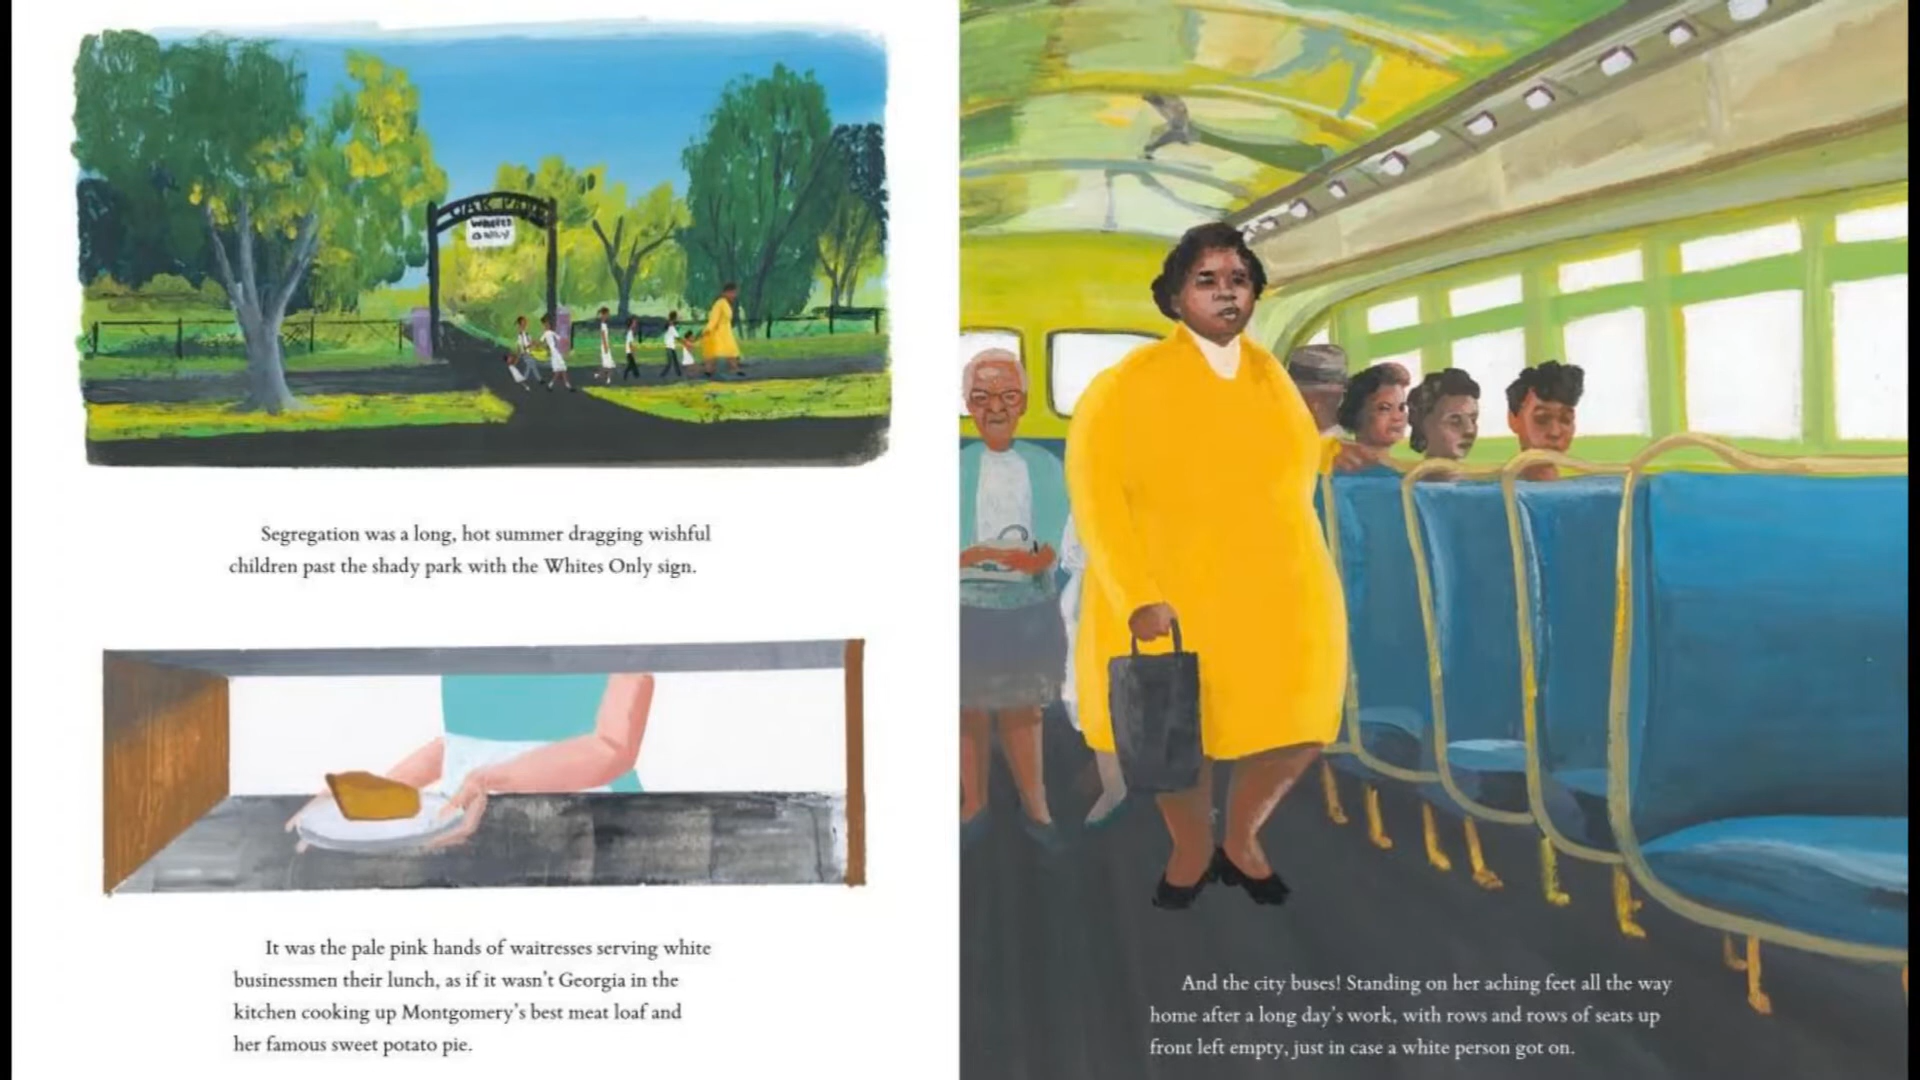 OAK PARK
Whites
Only
Segregation was a long, hot summer dragging wishful
children past the shady park with the Whites Only sign.
It was the pale pink hands of waitresses serving white
businessmen their lunch, as if it wasn't Georgia in the
kitchen cooking up Montgomery's best meat loaf and
her famous sweet potato pie.
And the city buses! Standing on her aching feet all the way
home after a long day's work, with rows and rows of seats up
front left empty, just in case a white person got on.